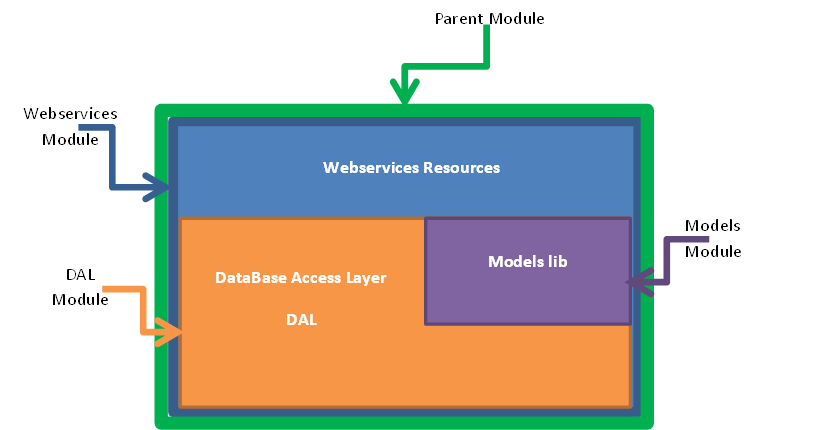 Parent Module
Webservices
Module
Webservices Resources
Models
Module
Models lib
DAL
Module
DataBase Access Layer
DAL